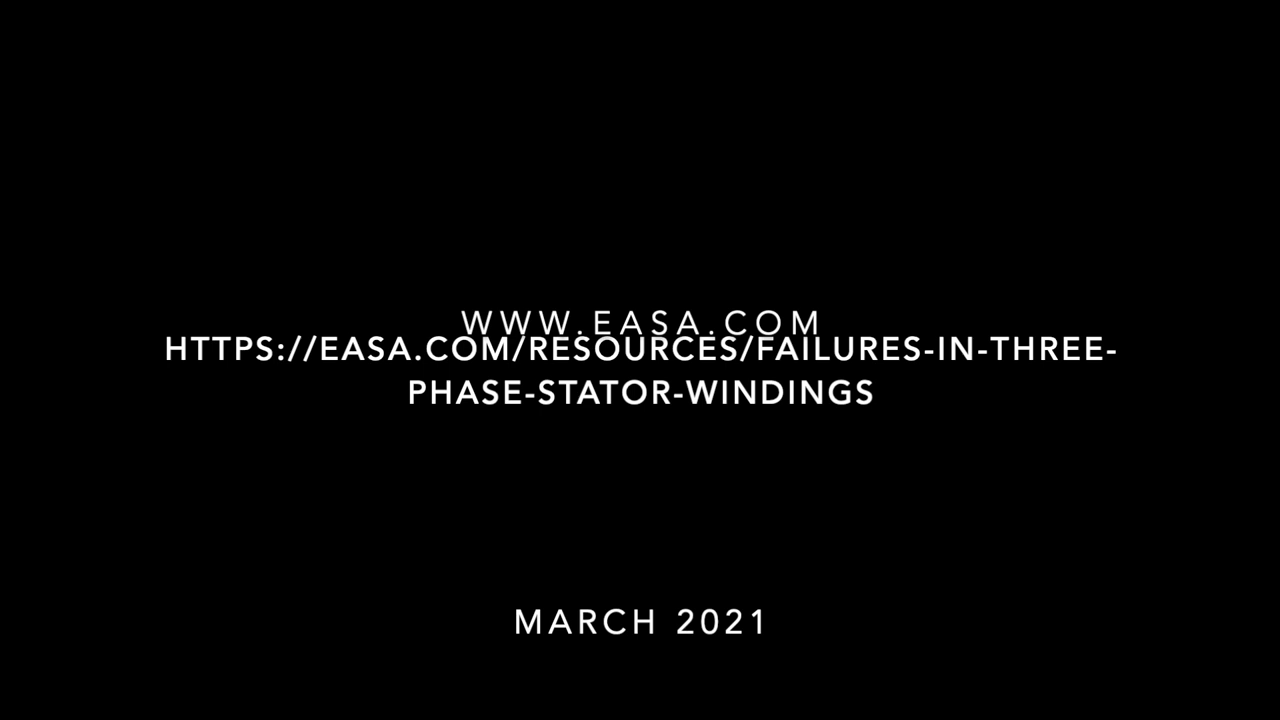 WWW.EASA.COM
HTTPS://EASA.COM/RESOURCES/FAILURES-IN-THREE-
PHASE-STATOR-WINDINGS
MARCH 2021